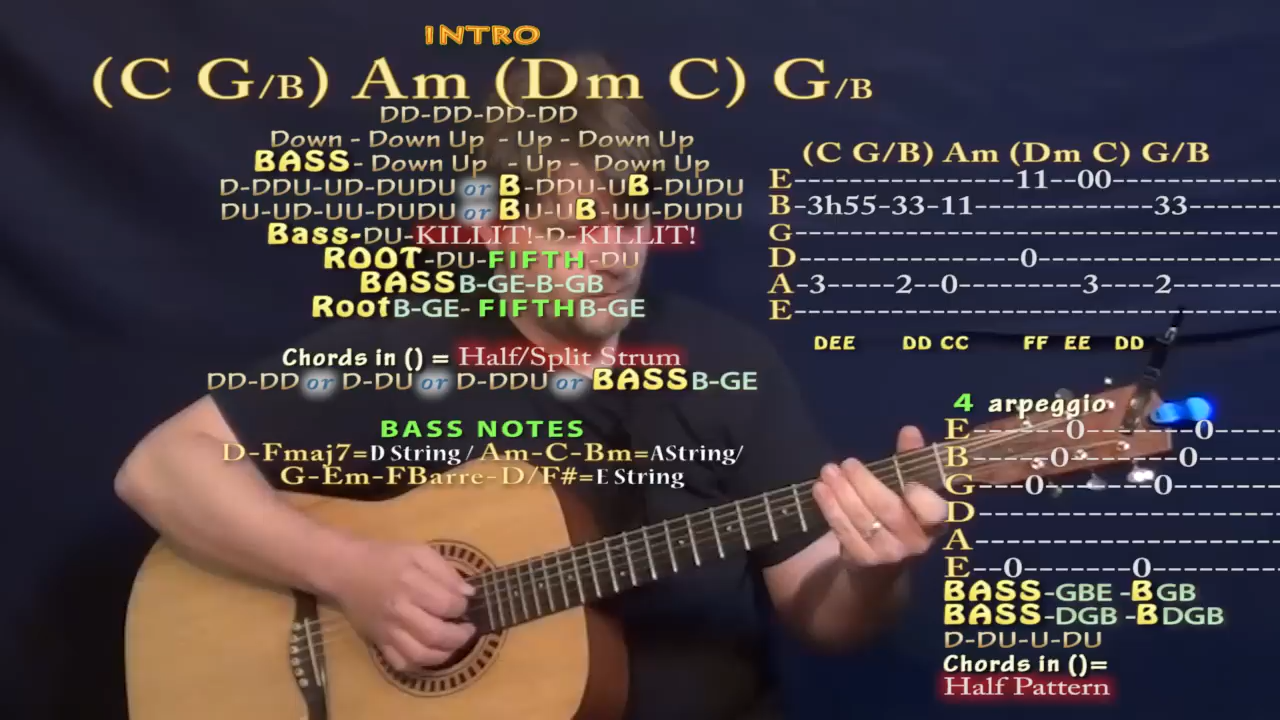 INTRO
(C G/B) Am (Dm C) G/B
DD-DD-DD-DD
Down - Down Up - Up - Down Up
BASS - Down Up - Up - Down Up
D-DDU-UD-DUDU or B-DDU-UB-DUDU
DU-UD-UU-DUDU or BU-UB-UU-DUDU
Bass-DU-KILLIT!-D-KILLIT!
ROOT-DU-FIFTH-DU
BASSB-GE-B-GB
RootB-GE- FIFTHB-GE
Chords in () = Half/Split Strum
DD-DD or D-DU or D-DDU or BASSB-GE
BASS NOTES
D-Fmaj7=D String / Am-C-Bm=AString/
G-Em-FBarre-D/F#=E String
(C G/B) Am (Dm C) G/B
E---------------11--00------------
B-3h55-33-11-------------33------
G----------------------------------
D----------------0----------------
A-3-----2--0---------3----2-------
E----------------------------------
DEE DD CC FF EE DD
4 arpeggio
E-------0---------0---
B------0---------0----
G----0---------0------
D---------------------
A---------------------
E--0---------0--------
BASS-GBE -BGB
BASS-DGB -BDGB
D-DU-U-DU
Chords in ()=
Half Pattern